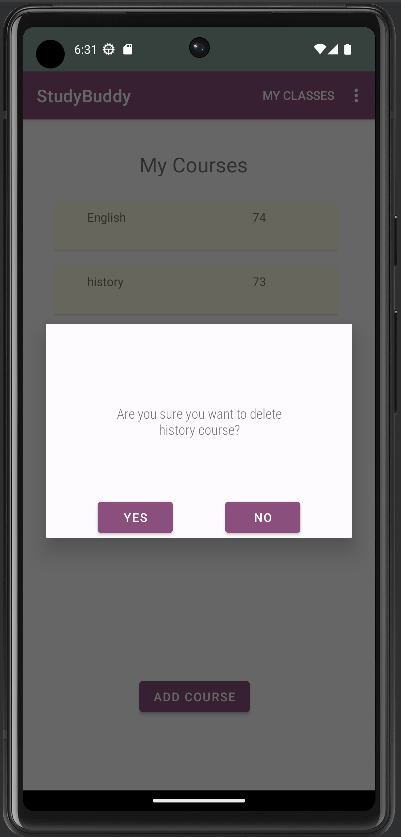 6:31
StudyBuddy MY CLASSES
My Courses
English 74
history 73
Are you sure you want to delete
history course?
YES NO
ADD COURSE